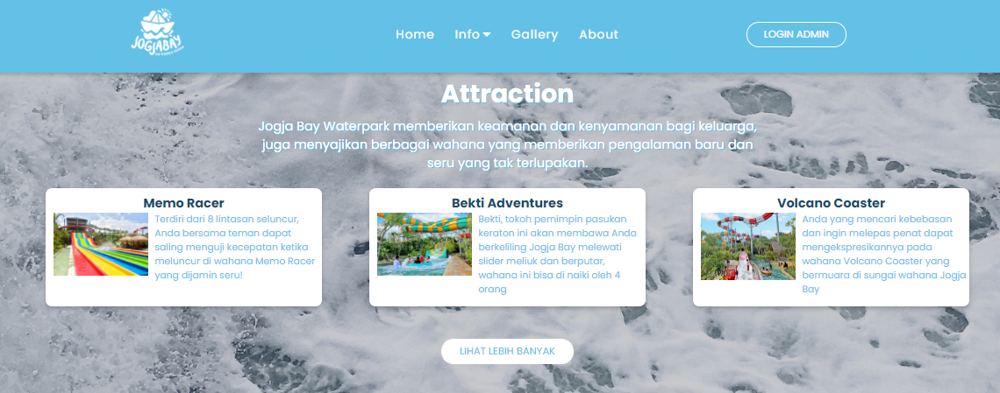 JOGJABAY
Home Info Gallery About
LOGIN ADMIN
Attraction
Jogja Bay Waterpark memberikan keamanan dan kenyamanan bagi keluarga,
juga menyajikan berbagai wahana yang memberikan pengalaman baru dan
seru yang tak terlupakan.
Memo Racer
Terdiri dari 8 lintasan seluncur,
Anda bersama teman dapat
saling menguji kecepatan ketika
meluncur di wahana Memo Racer
yang dijamin seru!
Bekti Adventures
Bekti, tokoh pemimpin pasukan
keraton ini akan membawa Anda
berkeliling Jogja Bay melewati
slider meliuk dan berputar,
wahana ini bisa di naiki oleh 4
orang
Volcano Coaster
Anda yang mencari kebebasan
dan ingin melepas penat dapat
mengekspresikannya pada
wahana Volcano Coaster yang
bermuara di sungai wahana Jogja
Bay
LIHAT LEBIH BANYAK